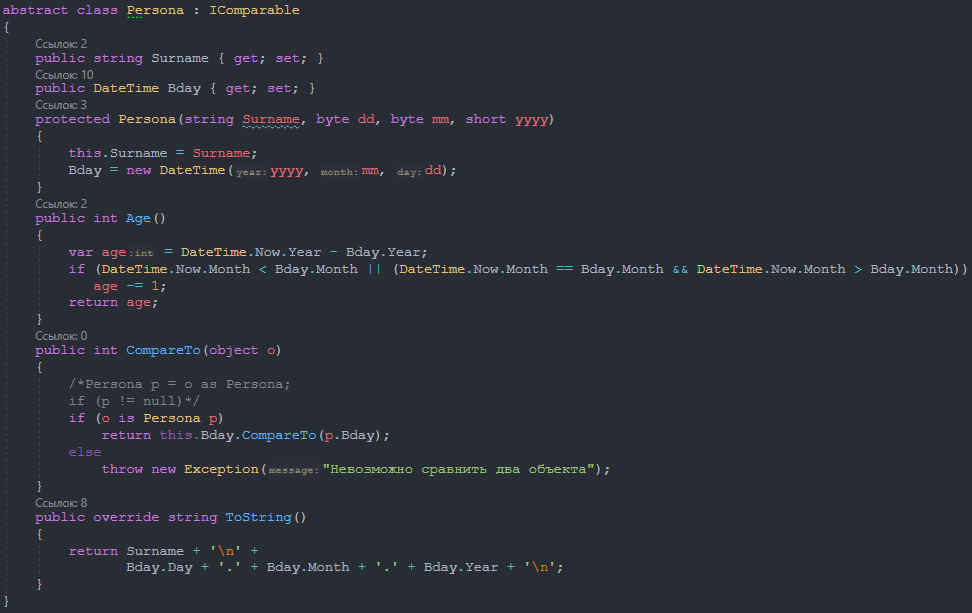 abstract class Persona : IComparable
{
Ссылок: 2
public string Surname { get; set; }
Ссылок: 10
public DateTime Bday { get; set; }
Ссылок: 3
protected Persona(string Surname, byte dd, byte mm, short yyyy)
{
this.Surname = Surname;
Bday = new DateTime(year: yyyy, month: mm, day: dd);
}
Ссылок: 2
public int Age()
{
var age:int = DateTime.Now.Year - Bday.Year;
if (DateTime.Now.Month < Bday.Month || (DateTime.Now.Month == Bday.Month && DateTime.Now.Month > Bday.Month))
age -= 1;
return age;
}
Ссылок: 0
public int CompareTo(object o)
{
/*Persona p = o as Persona;
if (p != null)*/
if (o is Persona p)
return this.Bday.CompareTo(p.Bday);
else
throw new Exception(message: "Невозможно сравнить два объекта");
}
Ссылок: 8
public override string ToString()
{
return Surname + '\n' +
Bday.Day + '.' + Bday.Month + '.' + Bday.Year + '\n';
}
}